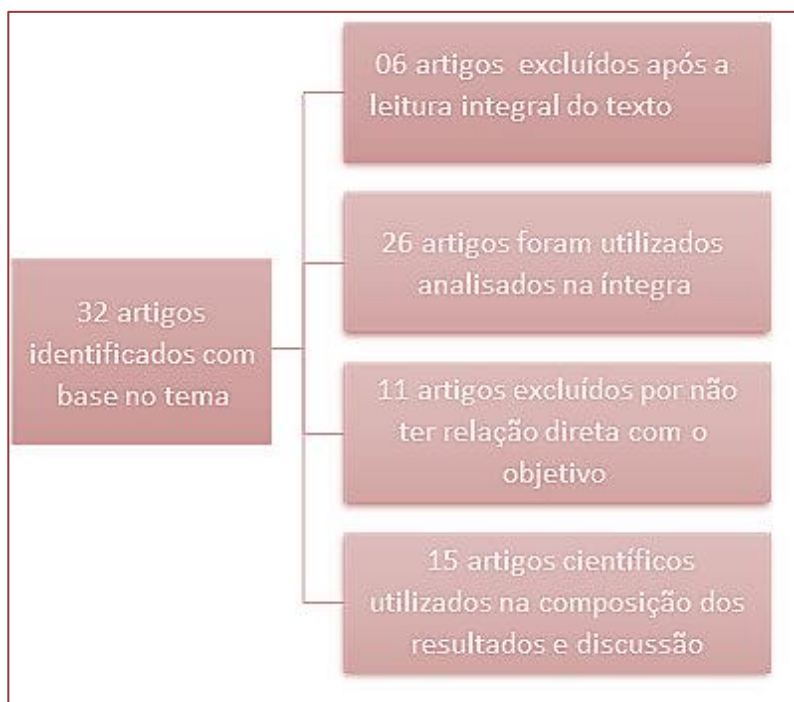 32 artigos
identificados com
base no tema
06 artigos excluídos após a
leitura integral do texto
26 artigos foram utilizados
analisados na íntegra
11 artigos excluídos por não
ter relação direta com o
objetivo
15 artigos científicos
utilizados na composição dos
resultados e discussão